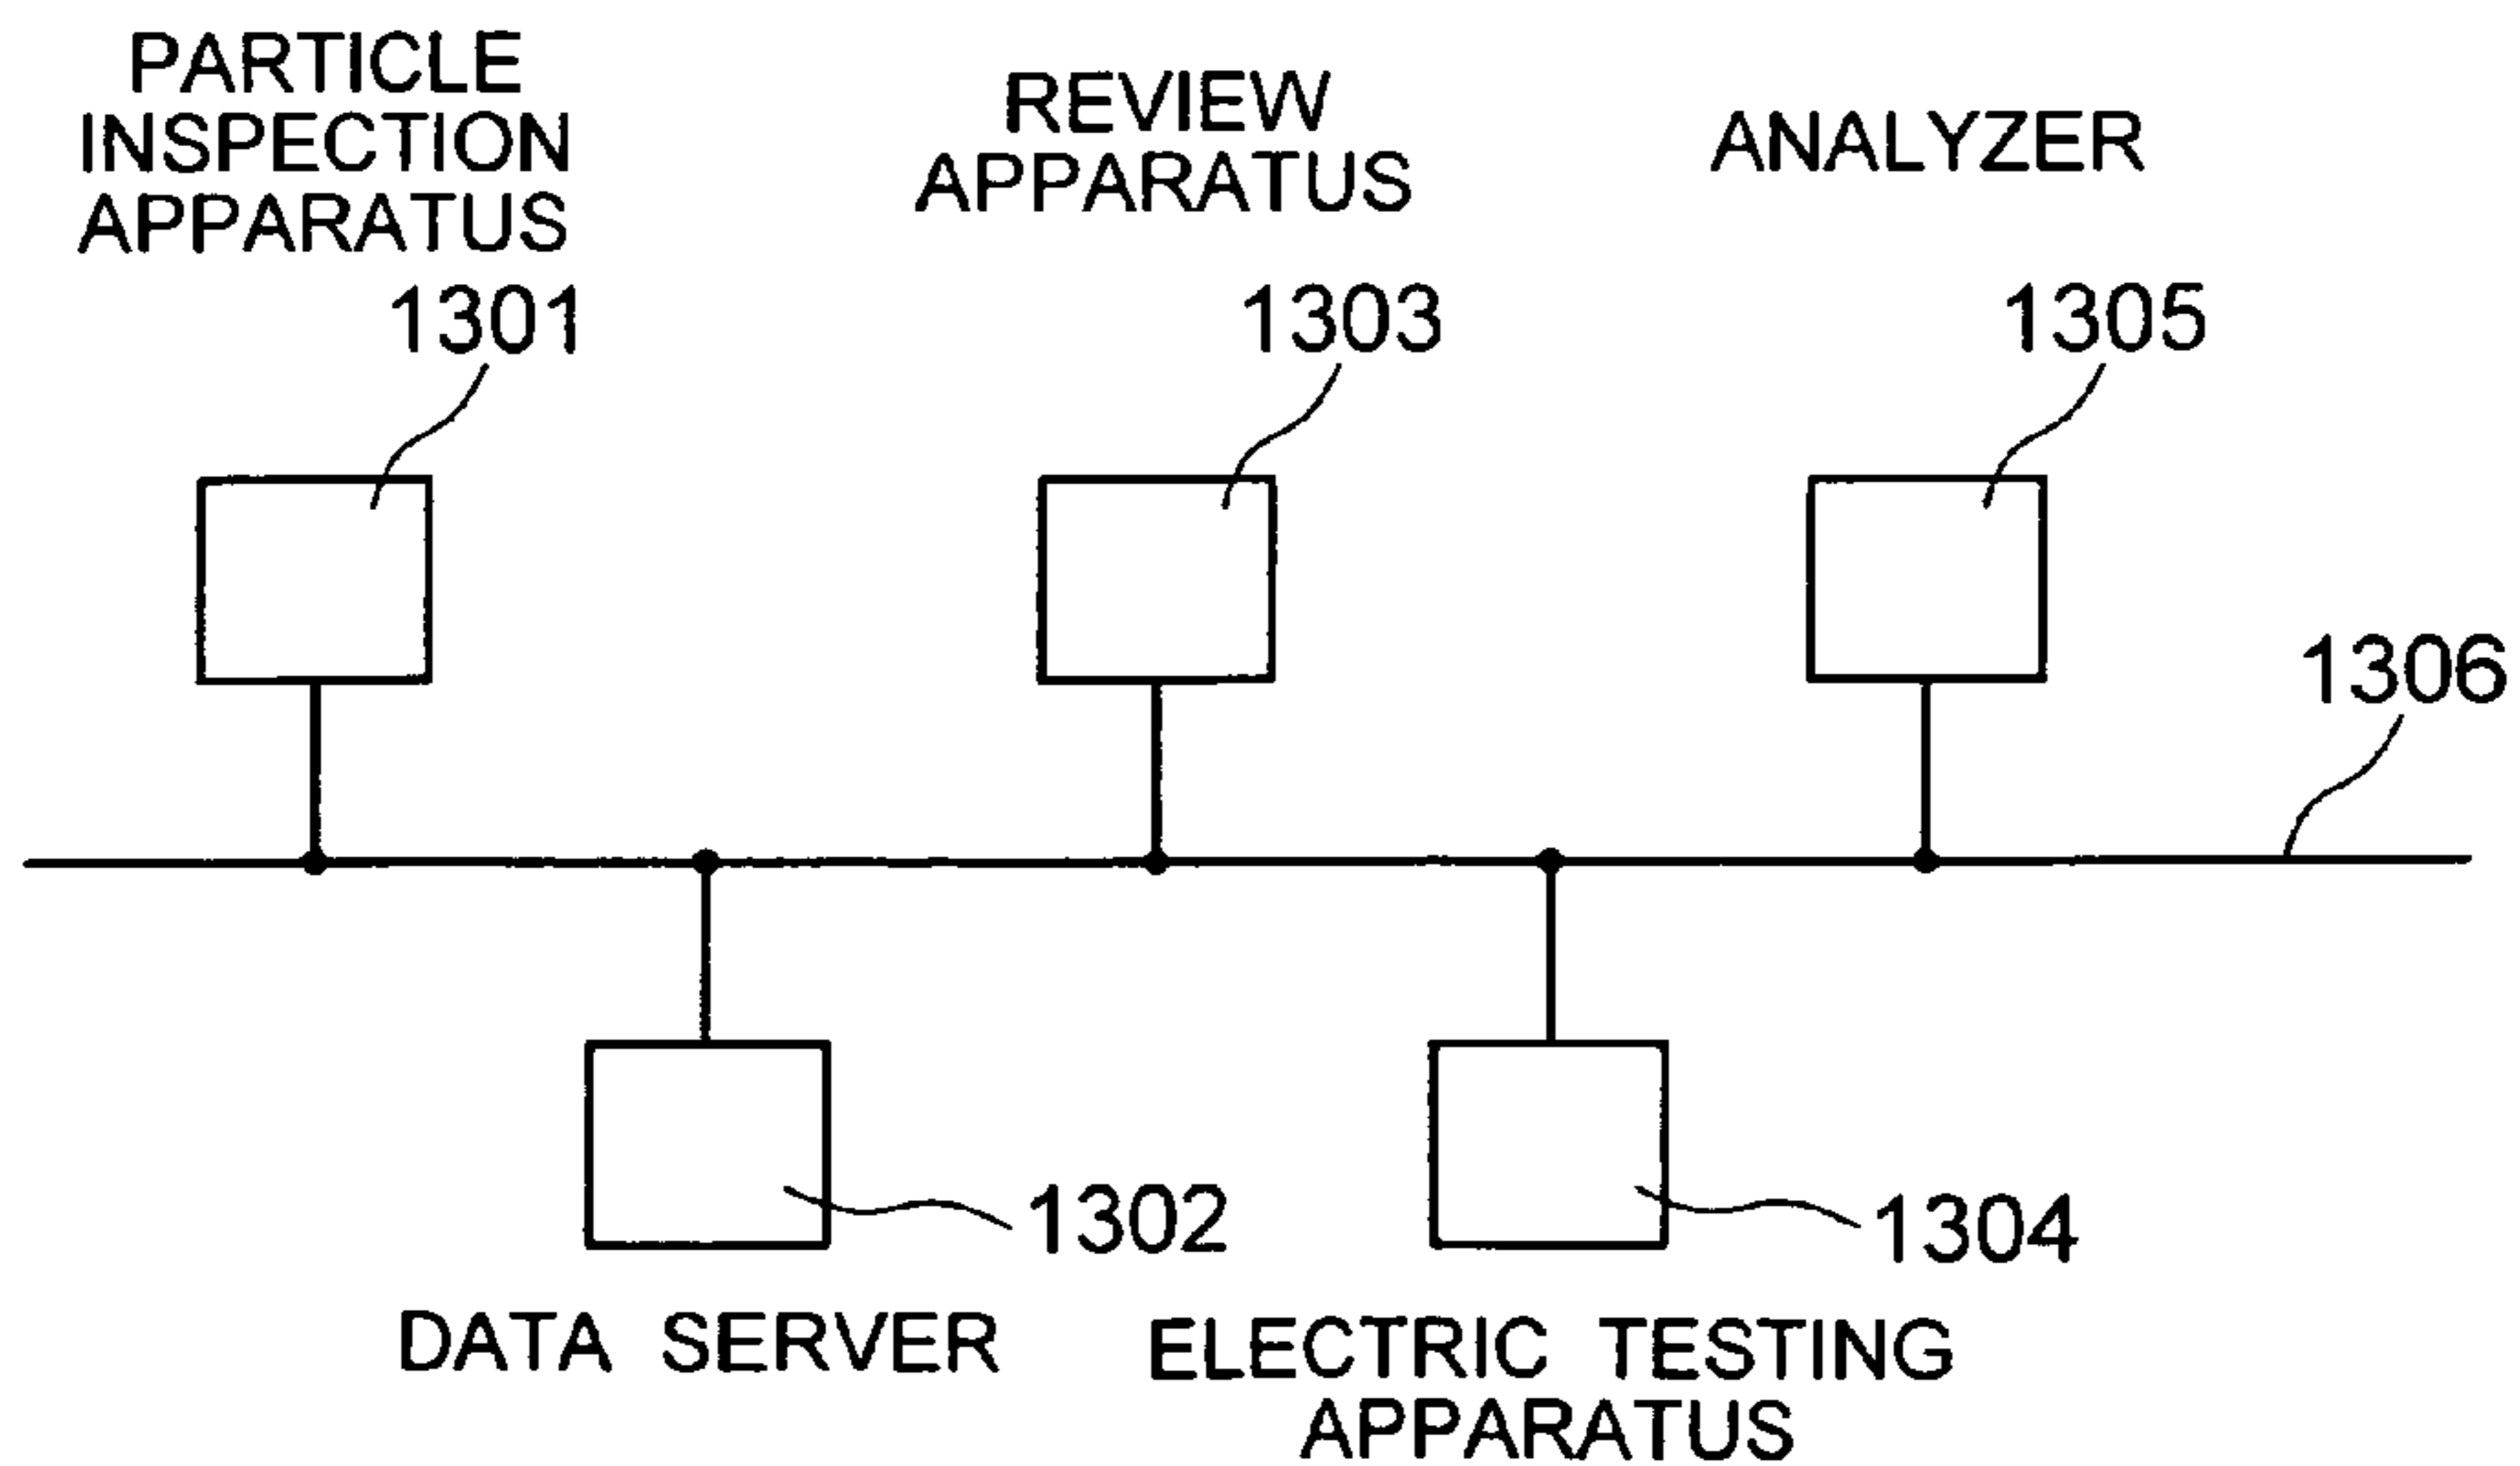 PARTICLE
INSPECTION
APPARATUS
1301
REVIEW
APPARATUS
1303
ANALYZER
1305
1306
1302
DATA SERVER
1304
ELECTRIC TESTING
APPARATUS